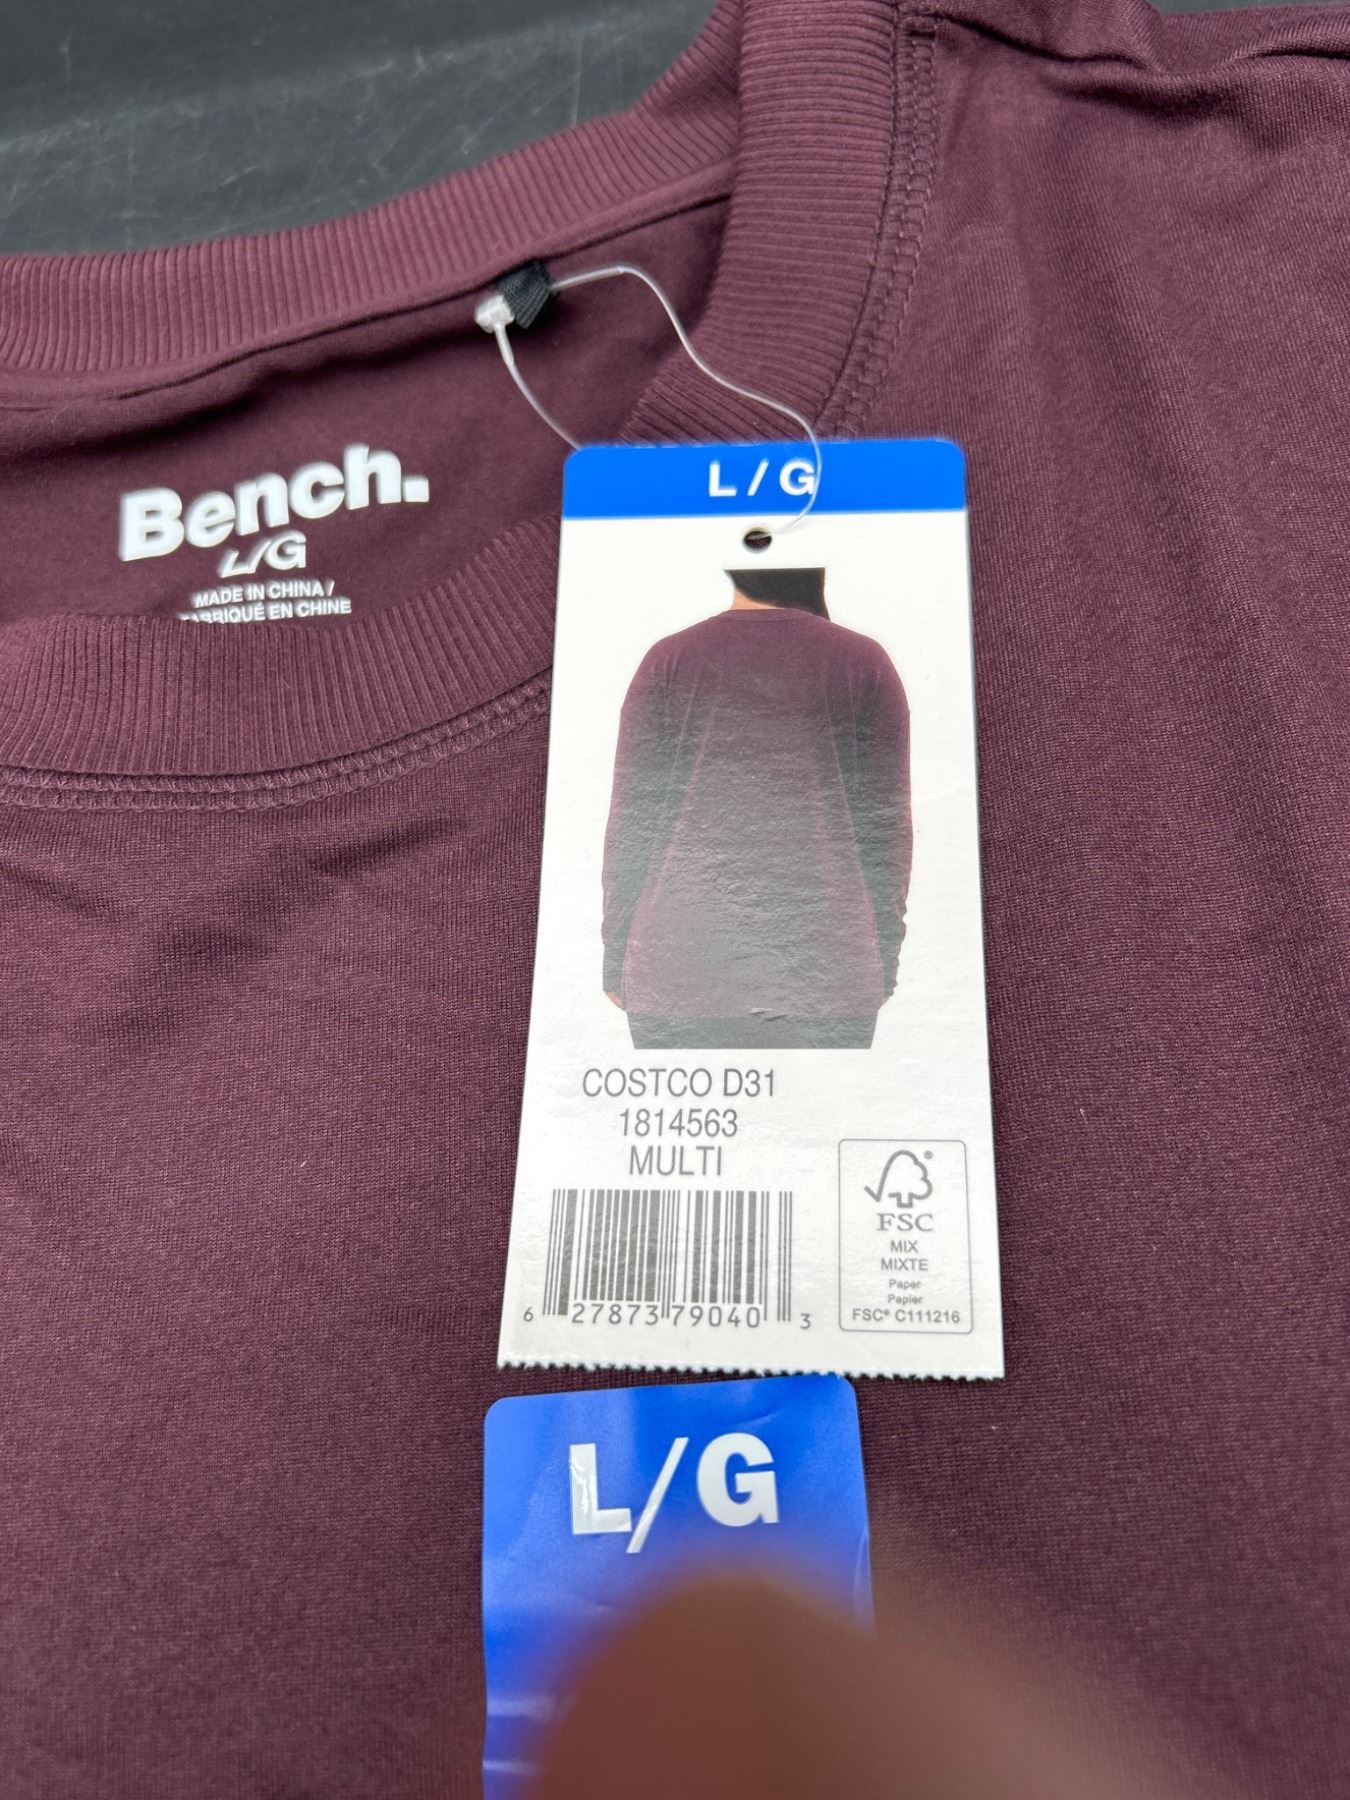 Bench.
L/G
MADE IN CHINA /
FABRIQUÉ EN CHINE
L / G
COSTCO D31
1814563
MULTI
6 27873 79040 3
FSC®
MIX
MIXTE
Paper
Papier
FSC® C111216
L/G